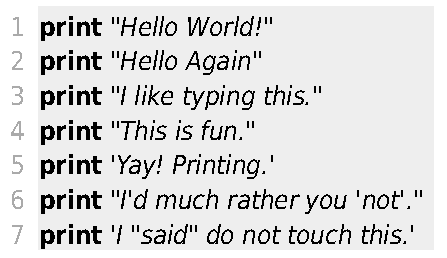 1 print "Hello World!"
2 print "Hello Again"
3 print "I like typing this."
4 print "This is fun."
5 print 'Yay! Printing.'
6 print "I'd much rather you 'not'."
7 print 'I "said" do not touch this.'